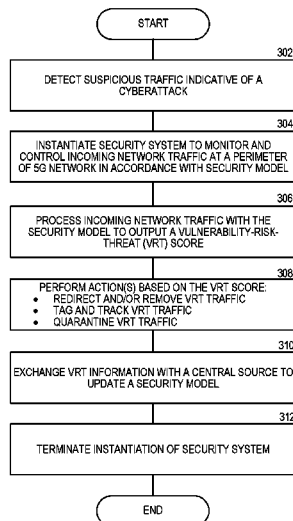 START
302
DETECT SUSPICIOUS TRAFFIC INDICATIVE OF A
CYBERATTACK
304
INSTANTIATE SECURITY SYSTEM TO MONITOR AND
CONTROL INCOMING NETWORK TRAFFIC AT A PERIMETER
OF 5G NETWORK IN ACCORDANCE WITH SECURITY MODEL
306
PROCESS INCOMING NETWORK TRAFFIC WITH THE
SECURITY MODEL TO OUTPUT A VULNERABILITY-RISK-
THREAT (VRT) SCORE
308
PERFORM ACTION(S) BASED ON THE VRT SCORE:
• REDIRECT AND/OR REMOVE VRT TRAFFIC
• TAG AND TRACK VRT TRAFFIC
• QUARANTINE VRT TRAFFIC
310
EXCHANGE VRT INFORMATION WITH A CENTRAL SOURCE TO
UPDATE A SECURITY MODEL
312
TERMINATE INSTANTIATION OF SECURITY SYSTEM
END